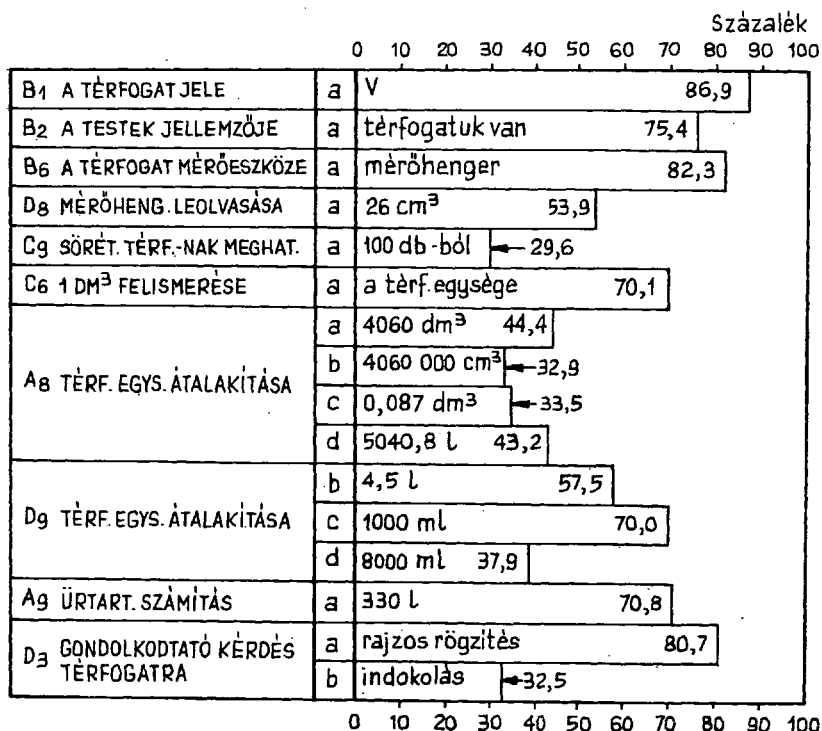 Százalék
0 10 20 30 40 50 60 70 80 90 100
B1 A TÉRFOGAT JELE a V 86,9
B2 A TESTEK JELLEMZŐJE a térfogatuk van 75,4
B6 A TÉRFOGAT MÉRŐESZKÖZE a mérőhenger 82,3
D8 MÉRŐHENG. LEOLVASÁSA a 26 cm³ 53,9
C9 SÖRÉT. TÉRF.-NAK MEGHAT. a 100 db-ból 29,6
C6 1 DM³ FELISMERÉSE a a térf. egysége 70,1
A8 TÉRF. EGYS. ÁTALAKÍTÁSA a 4060 dm³ 44,4
b 4060 000 cm³ 32,9
c 0,087 dm³ 33,5
d 5040,8 l 43,2
D9 TÉRF. EGYS. ÁTALAKÍTÁSA b 4,5 l 57,5
c 1000 ml 70,0
d 8000 ml 37,9
A9 ŰRTART. SZÁMÍTÁS a 330 l 70,8
D3 GONDOLKODTATÓ KÉRDÉS a rajzos rögzítés 80,7
TÉRFOGATRA b indokolás 32,5
0 10 20 30 40 50 60 70 80 90 100